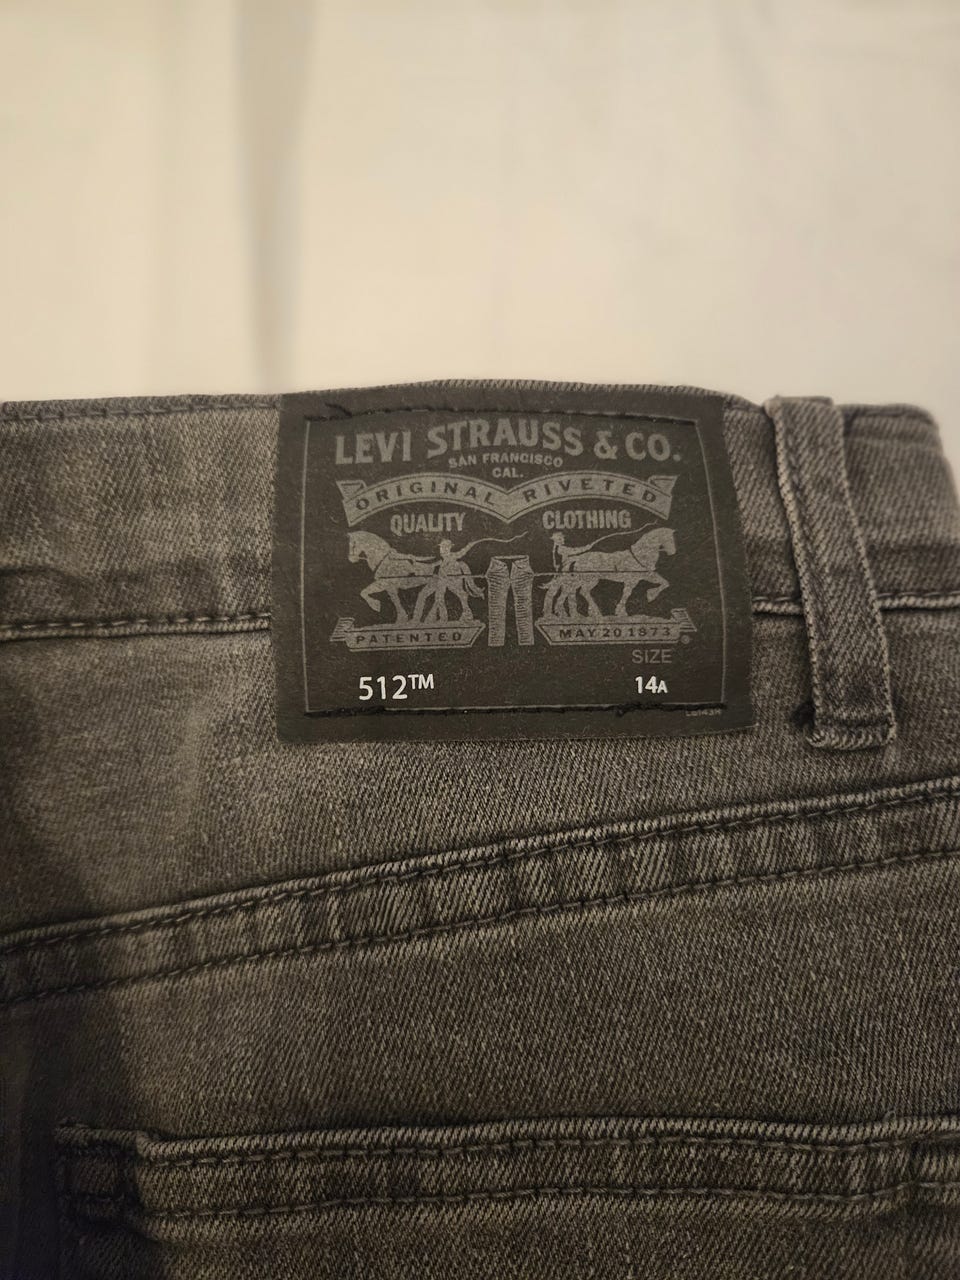 LEVI STRAUSS & CO.
SAN FRANCISCO
CAL.
ORIGINAL RIVETED
QUALITY CLOTHING
PATENTED MAY 20 1873
SIZE
512™ 14A